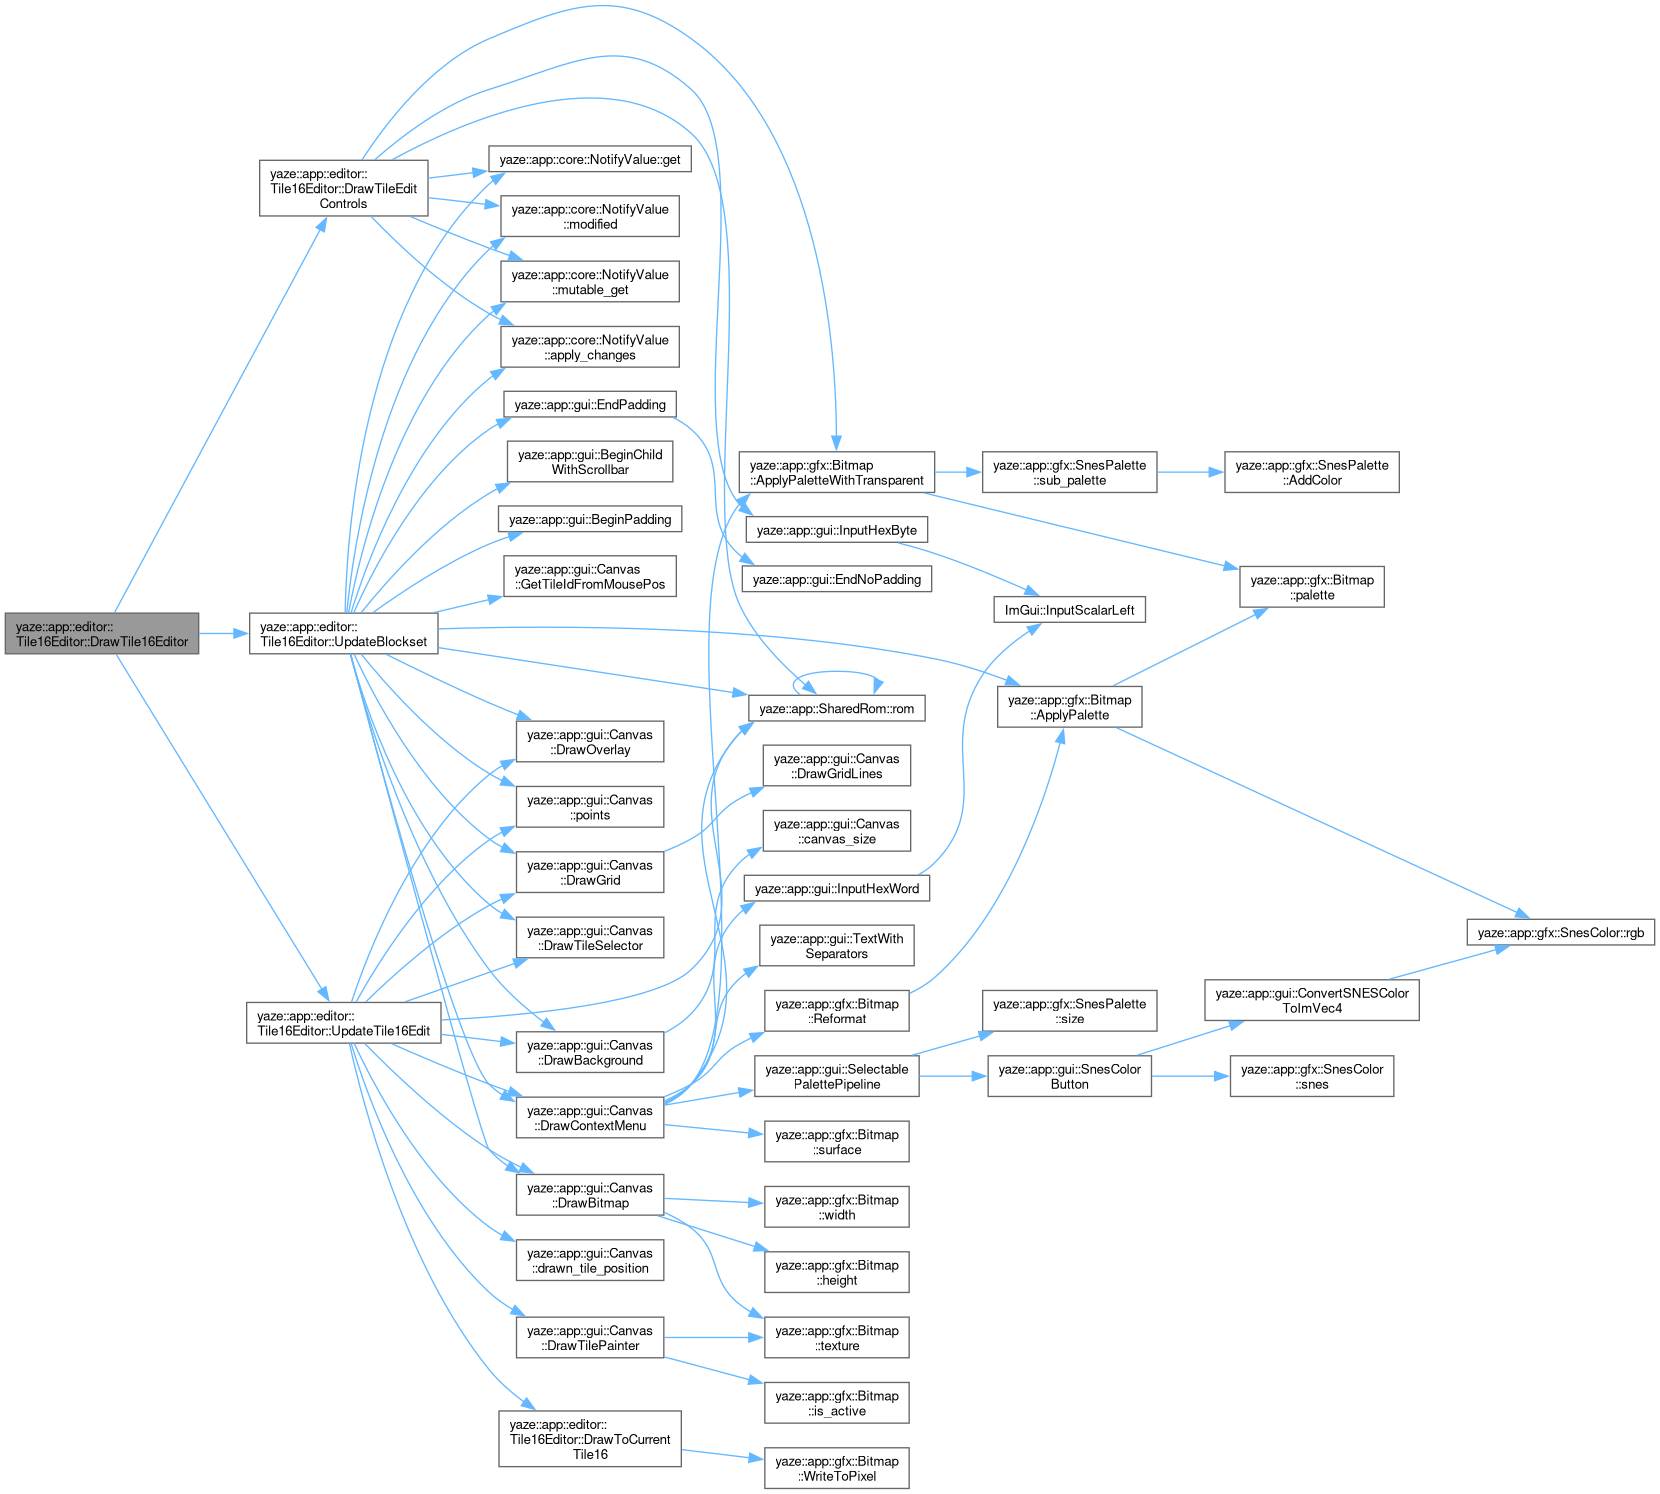 yaze::app::editor::
Tile16Editor::DrawTile16Editor
yaze::app::editor::
Tile16Editor::DrawTileEdit
Controls
yaze::app::editor::
Tile16Editor::UpdateBlockset
yaze::app::editor::
Tile16Editor::UpdateTile16Edit
yaze::app::core::NotifyValue::get
yaze::app::core::NotifyValue
::modified
yaze::app::core::NotifyValue
::mutable_get
yaze::app::core::NotifyValue
::apply_changes
yaze::app::gui::EndPadding
yaze::app::gui::BeginChild
WithScrollbar
yaze::app::gui::BeginPadding
yaze::app::gui::Canvas
::GetTileIdFromMousePos
yaze::app::gui::Canvas
::DrawOverlay
yaze::app::gui::Canvas
::points
yaze::app::gui::Canvas
::DrawGrid
yaze::app::gui::Canvas
::DrawTileSelector
yaze::app::gui::Canvas
::DrawBackground
yaze::app::gui::Canvas
::DrawContextMenu
yaze::app::gui::Canvas
::DrawBitmap
yaze::app::gui::Canvas
::drawn_tile_position
yaze::app::gui::Canvas
::DrawTilePainter
yaze::app::editor::
Tile16Editor::DrawToCurrent
Tile16
yaze::app::gfx::Bitmap
::ApplyPaletteWithTransparent
yaze::app::gui::InputHexByte
yaze::app::gui::EndNoPadding
yaze::app::SharedRom::rom
yaze::app::gui::Canvas
::DrawGridLines
yaze::app::gui::Canvas
::canvas_size
yaze::app::gui::InputHexWord
yaze::app::gui::TextWith
Separators
yaze::app::gfx::Bitmap
::Reformat
yaze::app::gui::Selectable
PalettePipeline
yaze::app::gfx::Bitmap
::surface
yaze::app::gfx::Bitmap
::width
yaze::app::gfx::Bitmap
::height
yaze::app::gfx::Bitmap
::texture
yaze::app::gfx::Bitmap
::is_active
yaze::app::gfx::Bitmap
::WriteToPixel
yaze::app::gfx::SnesPalette
::sub_palette
ImGui::InputScalarLeft
yaze::app::gfx::Bitmap
::ApplyPalette
yaze::app::gfx::SnesPalette
::size
yaze::app::gui::SnesColor
Button
yaze::app::gfx::SnesPalette
::AddColor
yaze::app::gfx::Bitmap
::palette
yaze::app::gui::ConvertSNESColor
ToImVec4
yaze::app::gfx::SnesColor
::snes
yaze::app::gfx::SnesColor::rgb